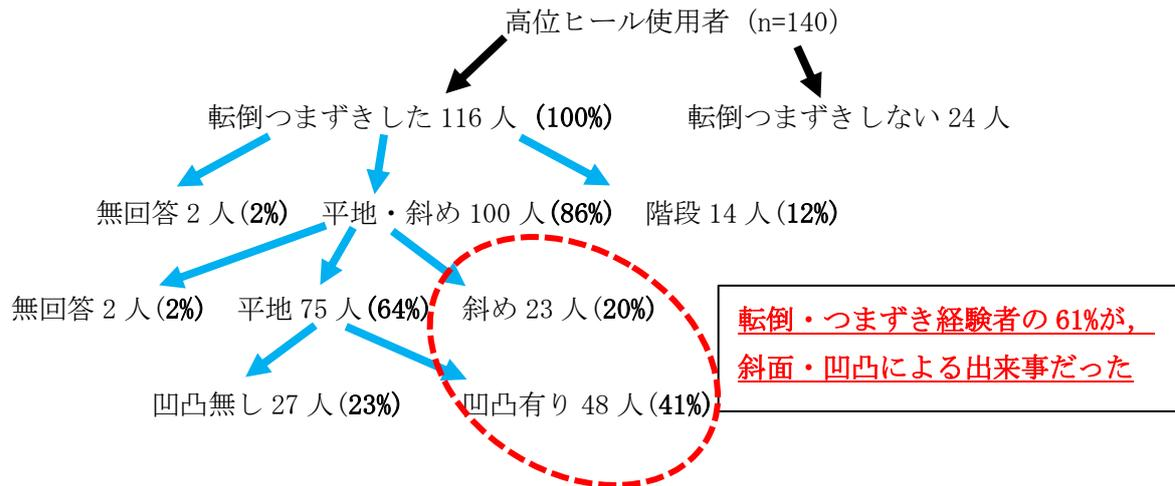 高位ヒール使用者 (n=140)
転倒つまずきした 116 人 (100%) 転倒つまずきしない 24 人
無回答 2 人(2%) 平地・斜め 100 人(86%) 階段 14 人(12%)
無回答 2 人(2%) 平地 75 人(64%) 斜め 23 人(20%)
転倒・つまずき経験者の 61%が,
斜面・凹凸による出来事だった
凹凸無し 27 人(23%) 凹凸有り 48 人(41%)